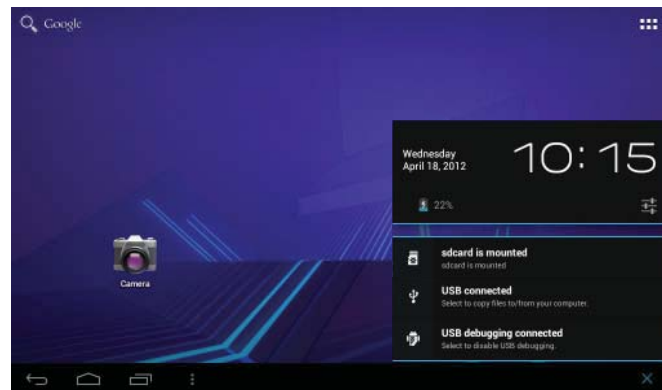 Google
Wednesday
April 18, 2012
10:15
22%
sdcard is mounted
sdcard is mounted
USB connected
Select to copy files to/from your computer.
USB debugging connected
Select to disable USB debugging.
Camera